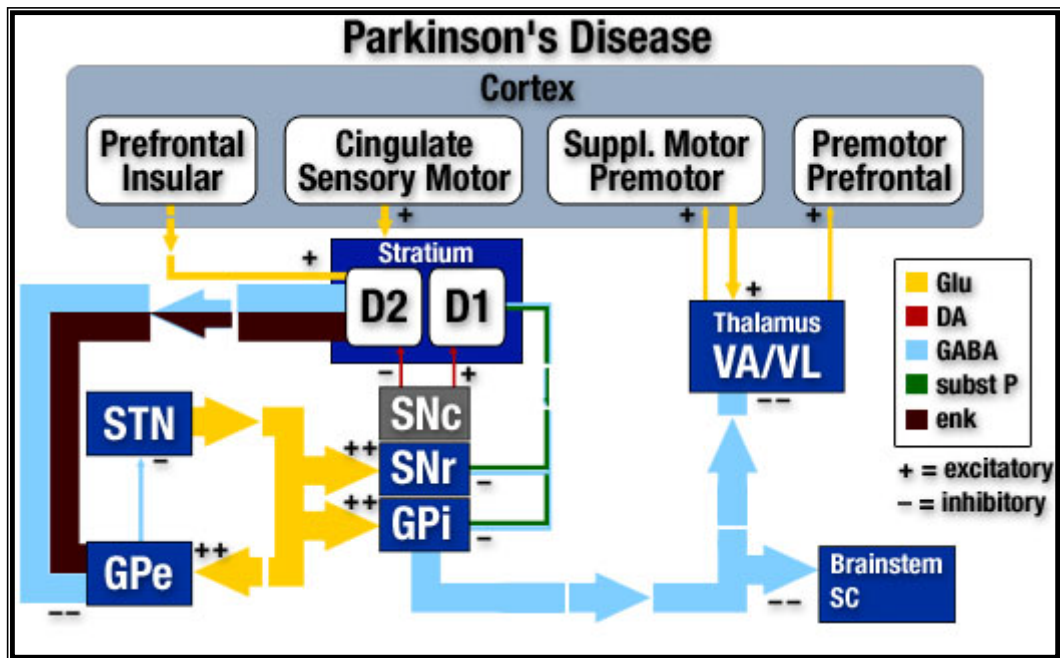 Parkinson's Disease
Cortex
Prefrontal
Insular
Cingulate
Sensory Motor
Suppl. Motor
Premotor
Premotor
Prefrontal
+
+
+
+
+
Stratium
D2
D1
-
+
SNc
SNr
GPi
++
++
-
-
STN
-
GPe
++
--
Thalamus
VA/VL
--
Brainstem
SC
--
Glu
DA
GABA
subst P
enk
+ = excitatory
- = inhibitory